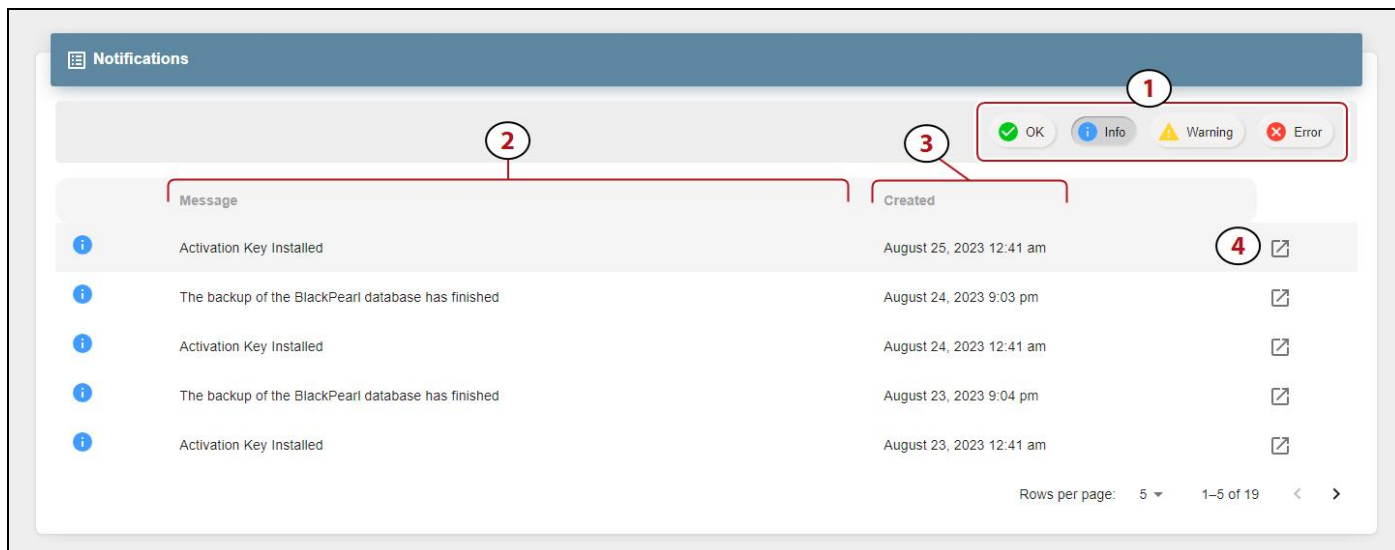 Notifications
1
OK Info Warning Error
2
3
Message Created
Activation Key Installed August 25, 2023 12:41 am 4
The backup of the BlackPearl database has finished August 24, 2023 9:03 pm
Activation Key Installed August 24, 2023 12:41 am
The backup of the BlackPearl database has finished August 23, 2023 9:04 pm
Activation Key Installed August 23, 2023 12:41 am
Rows per page: 5 1–5 of 19